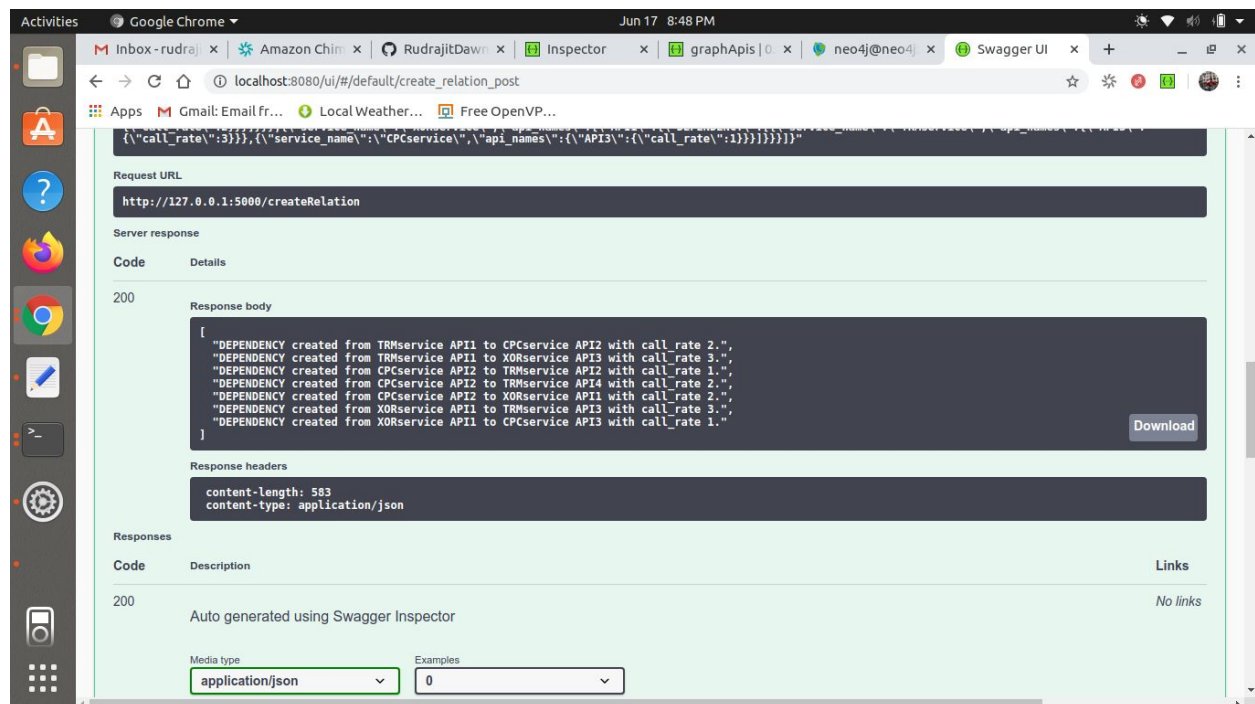 Activities Google Chrome Jun 17 8:48 PM
Inbox - rudraj Amazon Chim RudrajitDawn Inspector graphApis | 0. neo4j@neo4j Swagger UI
localhost:8080/ui/#/default/create_relation_post
Apps Gmail: Email fr... Local Weather... Free OpenVP...
{\"call_rate\":3}}},{\"service_name\":\"CPCservice\",\"api_names\":{\"API3\":{\"call_rate\":1}}}]}}}]}"
Request URL
http://127.0.0.1:5000/createRelation
Server response
Code Details
200
Response body
[
"DEPENDENCY created from TRMservice API1 to CPCservice API2 with call_rate 2.",
"DEPENDENCY created from TRMservice API1 to XORservice API3 with call_rate 3.",
"DEPENDENCY created from CPCservice API2 to TRMservice API2 with call_rate 1.",
"DEPENDENCY created from CPCservice API2 to TRMservice API4 with call_rate 2.",
"DEPENDENCY created from CPCservice API2 to XORservice API1 with call_rate 2.",
"DEPENDENCY created from XORservice API1 to TRMservice API3 with call_rate 3.",
"DEPENDENCY created from XORservice API1 to CPCservice API3 with call_rate 1."
]
Download
Response headers
content-length: 583
content-type: application/json
Responses
Code Description Links
200 No links
Auto generated using Swagger Inspector
Media type Examples
application/json 0